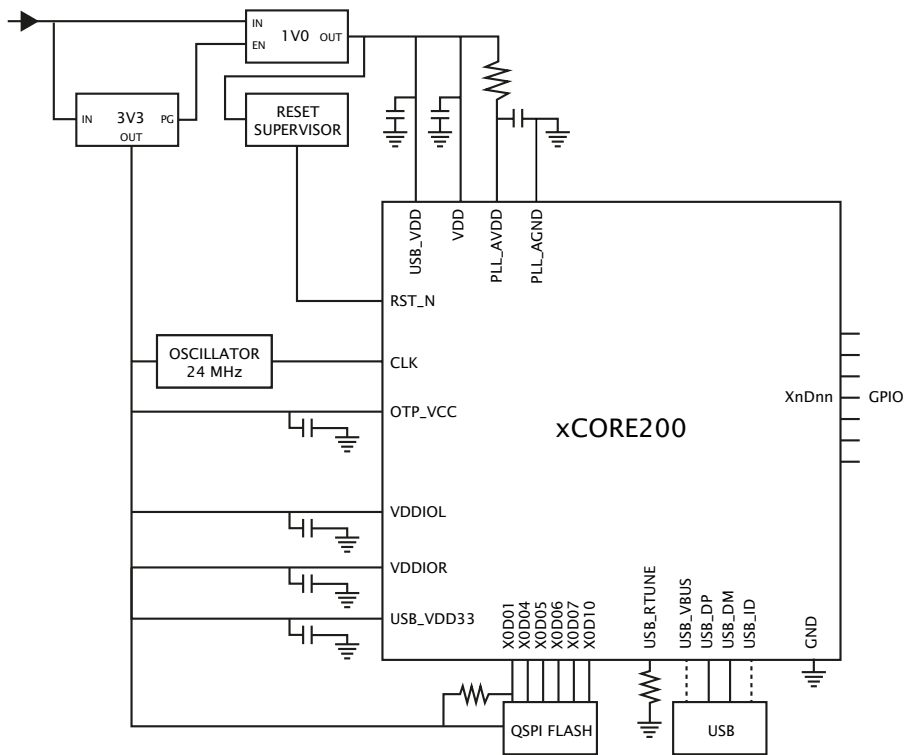 IN
1V0 OUT
EN
IN 3V3 PG
OUT
RESET
SUPERVISOR
USB_VDD
VDD
PLL_AVDD
PLL_AGND
RST_N
OSCILLATOR
24 MHz
CLK
OTP_VCC
XnDnn GPIO
xCORE200
VDDIOL
VDDIOR
USB_VDD33
X0D01
X0D04
X0D05
X0D06
X0D07
X0D10
USB_RTUNE
USB_VBUS
USB_DP
USB_DM
USB_ID
GND
QSPI FLASH
USB